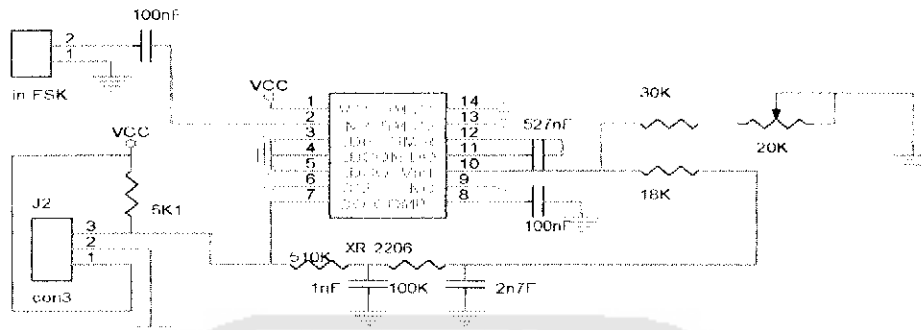 100nF
2
1
in FSK
VCC
VCC
1
2
3
4
5
6
7
14
13
12
11
10
9
8
527nF
30K
20K
18K
100nF
5K1
J2
3
2
1
con3
510K
XR 2206
1nF
100K
2n7F